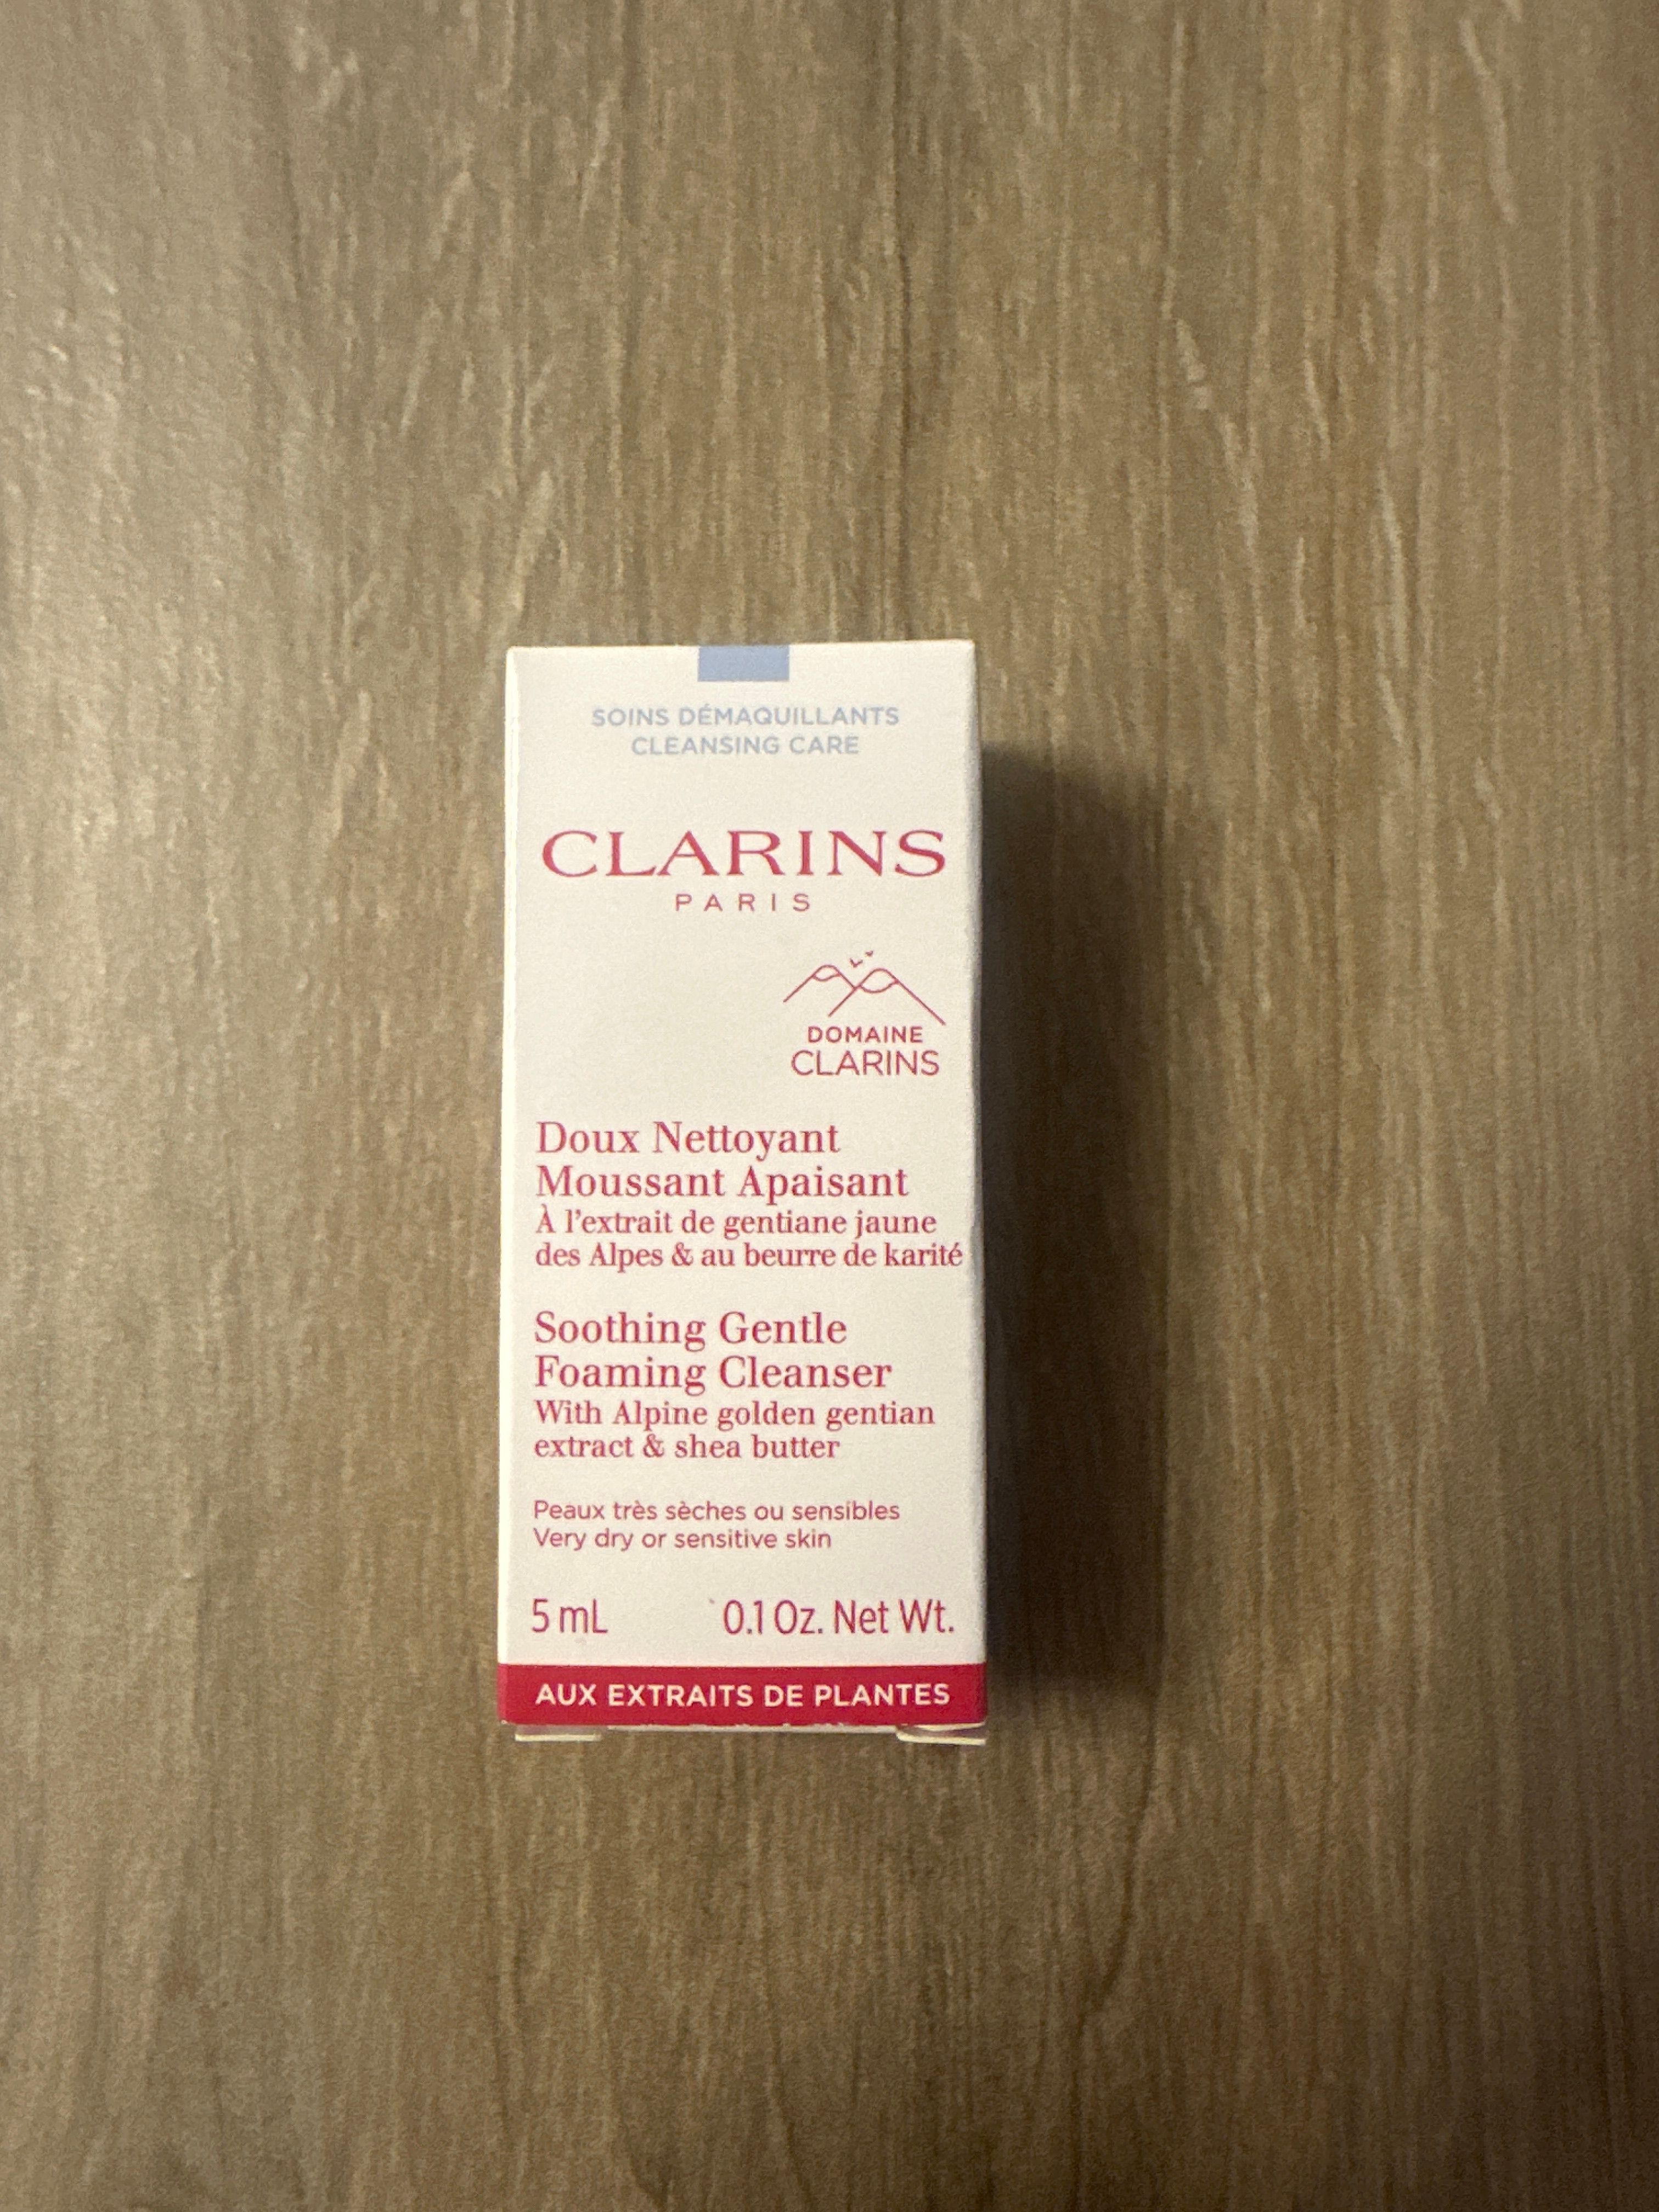 SOINS DÉMAQUILLANTS
CLEANSING CARE
CLARINS
PARIS
DOMAINE
CLARINS
Doux Nettoyant
Moussant Apaisant
À l'extrait de gentiane jaune
des Alpes & au beurre de karité
Soothing Gentle
Foaming Cleanser
With Alpine golden gentian
extract & shea butter
Peaux très sèches ou sensibles
Very dry or sensitive skin
5 mL 0.1 Oz. Net Wt.
AUX EXTRAITS DE PLANTES